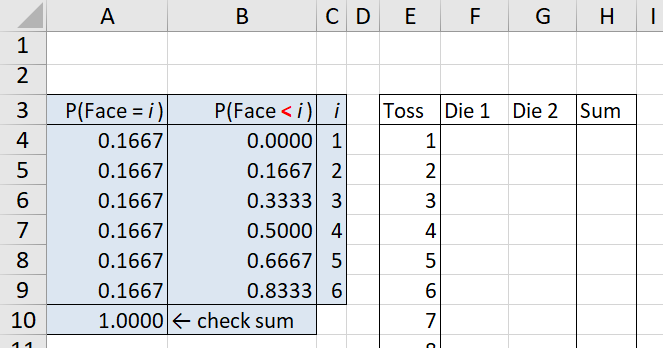 A B C D E F G H I
1
2
3 P(Face = i) P(Face < i) i Toss Die 1 Die 2 Sum
4 0.1667 0.0000 1 1
5 0.1667 0.1667 2 2
6 0.1667 0.3333 3 3
7 0.1667 0.5000 4 4
8 0.1667 0.6667 5 5
9 0.1667 0.8333 6 6
10 1.0000 ← check sum 7